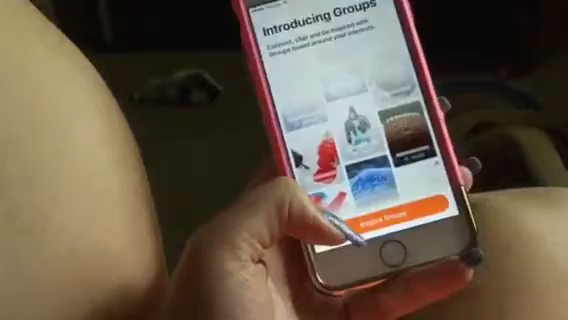 Introducing Groups
Connect, chat and be inspired with
Groups based around your interests.
Explore Groups